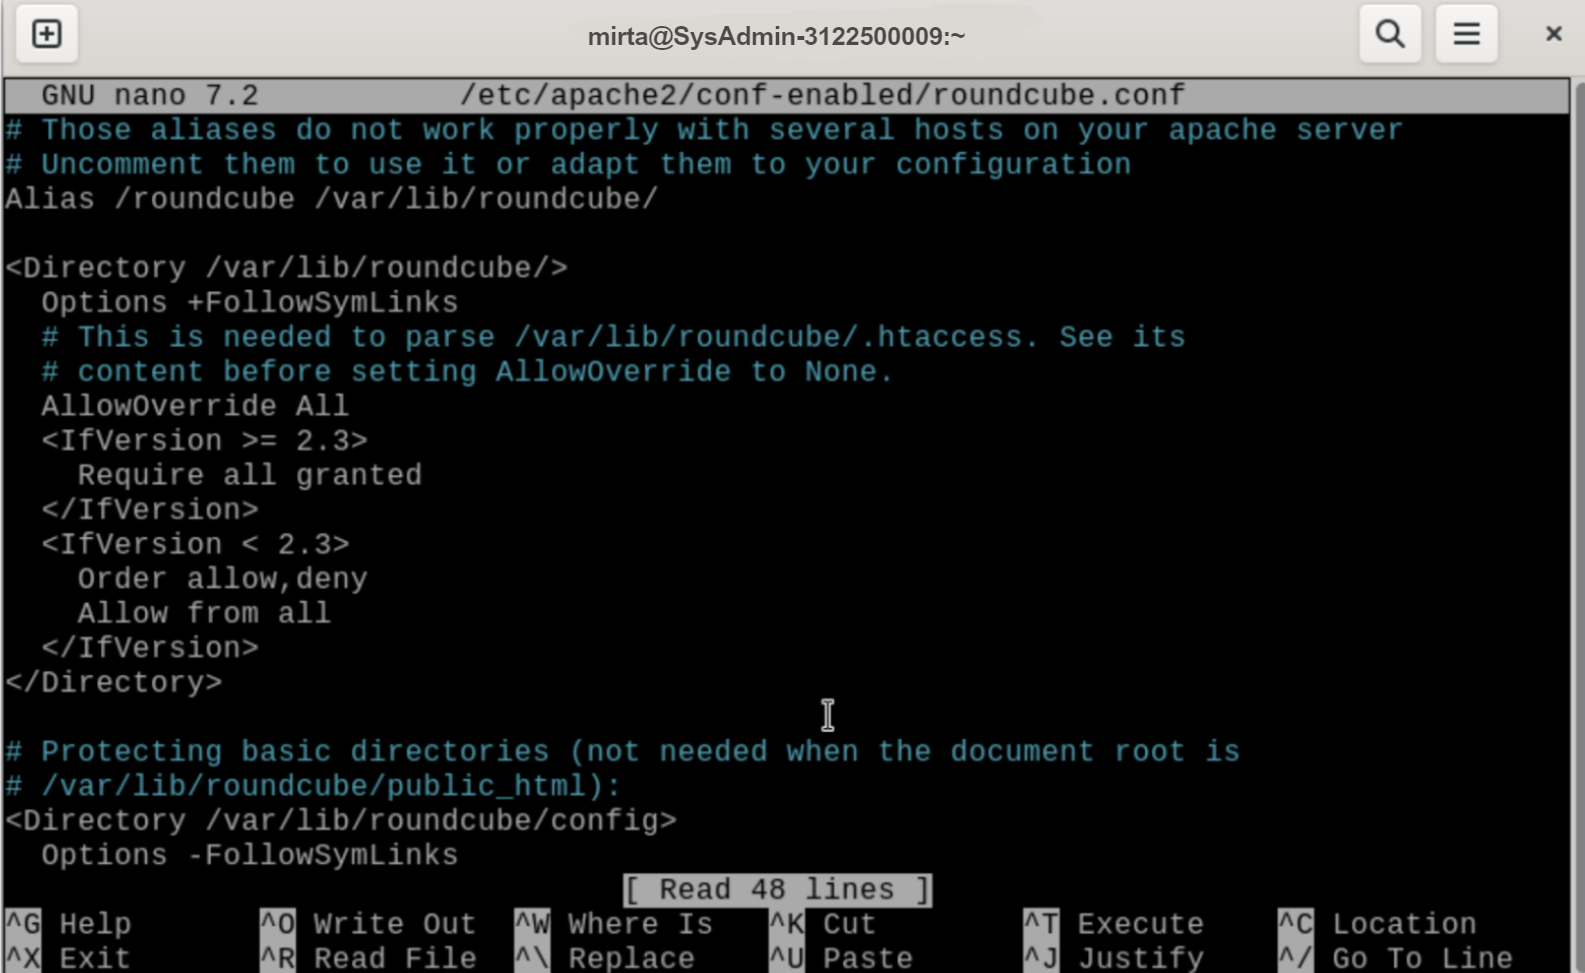 mirta@SysAdmin-3122500009:~
GNU nano 7.2 /etc/apache2/conf-enabled/roundcube.conf
# Those aliases do not work properly with several hosts on your apache server
# Uncomment them to use it or adapt them to your configuration
Alias /roundcube /var/lib/roundcube/
<Directory /var/lib/roundcube/>
  Options +FollowSymLinks
  # This is needed to parse /var/lib/roundcube/.htaccess. See its
  # content before setting AllowOverride to None.
  AllowOverride All
  <IfVersion >= 2.3>
    Require all granted
  </IfVersion>
  <IfVersion < 2.3>
    Order allow,deny
    Allow from all
  </IfVersion>
</Directory>
# Protecting basic directories (not needed when the document root is
# /var/lib/roundcube/public_html):
<Directory /var/lib/roundcube/config>
  Options -FollowSymLinks
[ Read 48 lines ]
^G Help ^O Write Out ^W Where Is ^K Cut ^T Execute ^C Location
^X Exit ^R Read File ^\ Replace ^U Paste ^J Justify ^/ Go To Line